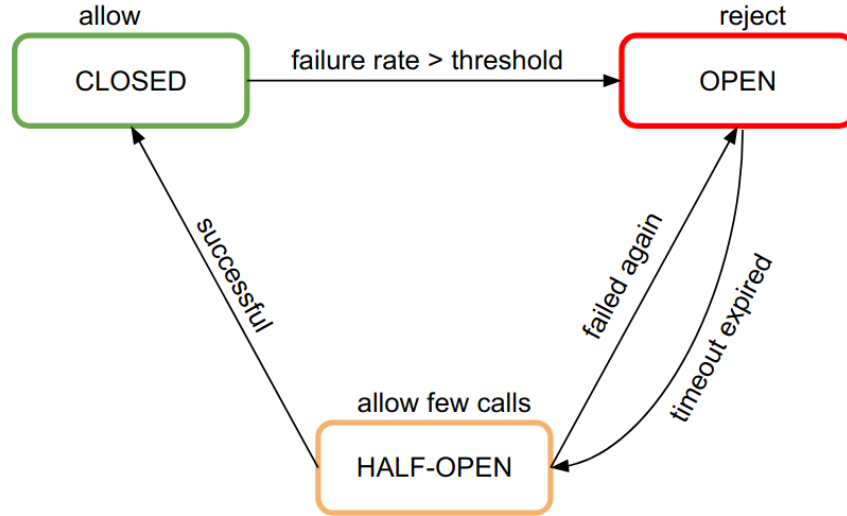 allow
reject
CLOSED
failure rate > threshold
OPEN
successful
failed again
timeout expired
allow few calls
HALF-OPEN